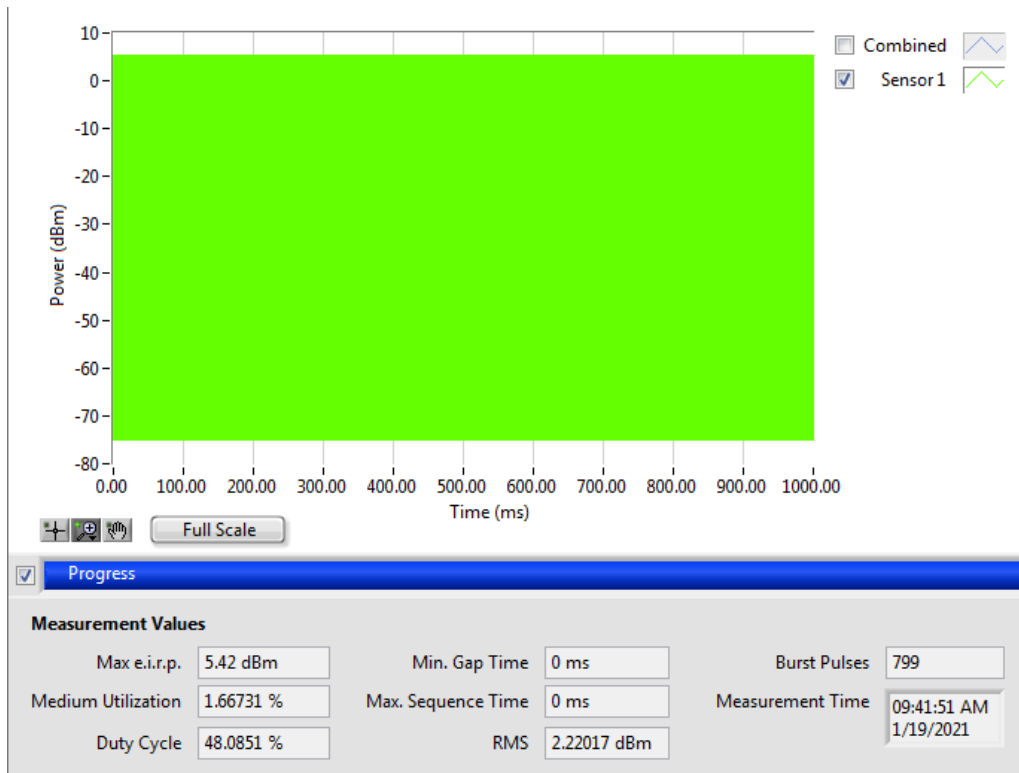 10
0
-10
-20
-30
-40
-50
-60
-70
-80
Power (dBm)
0.00 100.00 200.00 300.00 400.00 500.00 600.00 700.00 800.00 900.00 1000.00
Time (ms)
Combined
Sensor 1
Full Scale
Progress
Measurement Values
Max e.i.r.p. 5.42 dBm Min. Gap Time 0 ms Burst Pulses 799
Medium Utilization 1.66731 % Max. Sequence Time 0 ms Measurement Time 09:41:51 AM
1/19/2021
Duty Cycle 48.0851 % RMS 2.22017 dBm